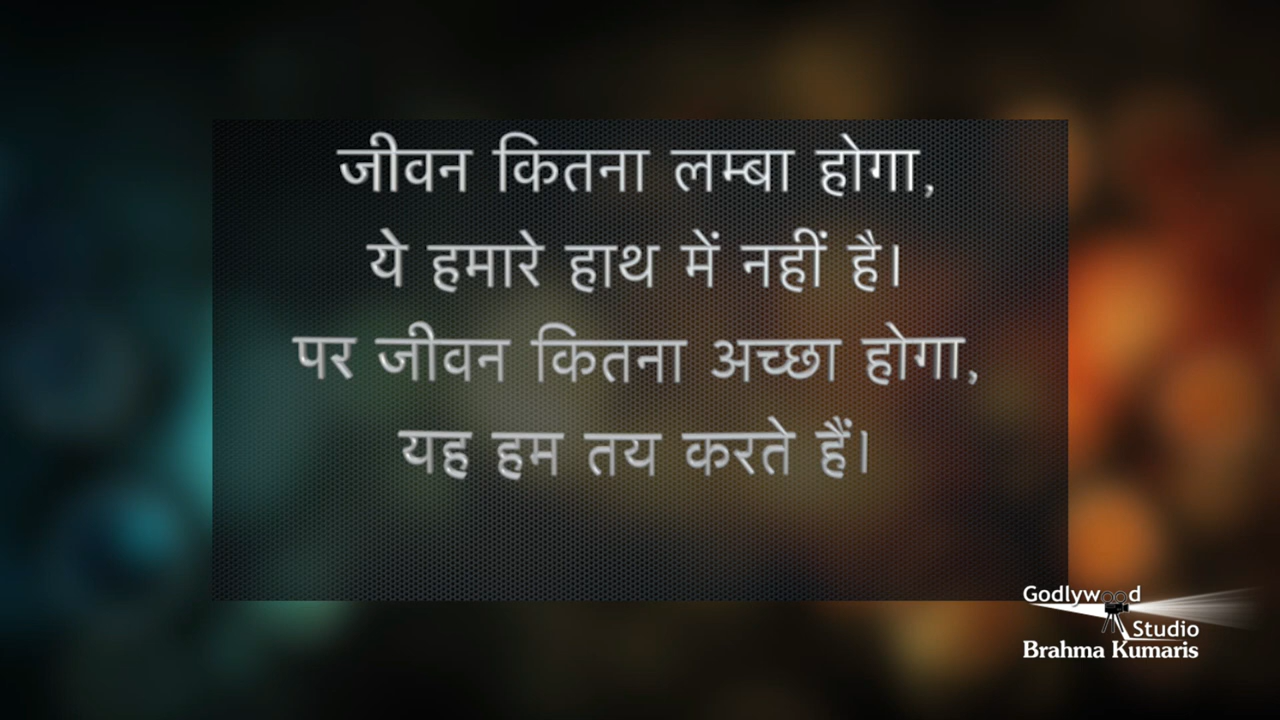 जीवन कितना लम्बा होगा,
ये हमारे हाथ में नहीं है।
पर जीवन कितना अच्छा होगा,
यह हम तय करते हैं।
Godlywood
Studio
Brahma Kumaris